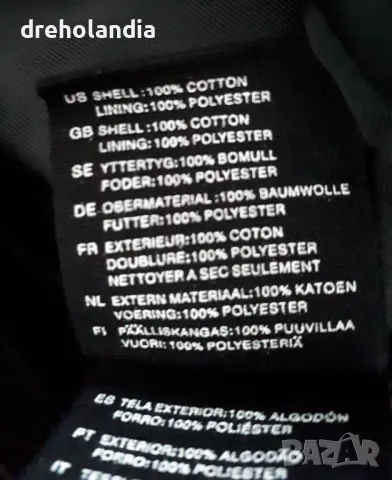 dreholandia
US SHELL:100% COTTON
LINING:100% POLYESTER
GB SHELL:100% COTTON
LINING:100% POLYESTER
SE YTTERTYG:100% BOMULL
FODER:100% POLYESTER
DE OBERMATERIAL:100% BAUMWOLLE
FUTTER:100% POLYESTER
FR EXTERIEUR:100% COTON
DOUBLURE:100% POLYESTER
NETTOYER A SEC SEULEMENT
NL EXTERN MATERIAAL:100% KATOEN
VOERING:100% POLYESTER
FI PÄÄLLISKANGAS:100% PUUVILLAA
VUORI:100% POLYESTERIÄ
ES TELA EXTERIOR:100% ALGODÓN
FORRO:100% POLIÉSTER
PT EXTERIOR:100% ALGODÃO
FORRO:100% POLIÉSTER
IT
BAZAR